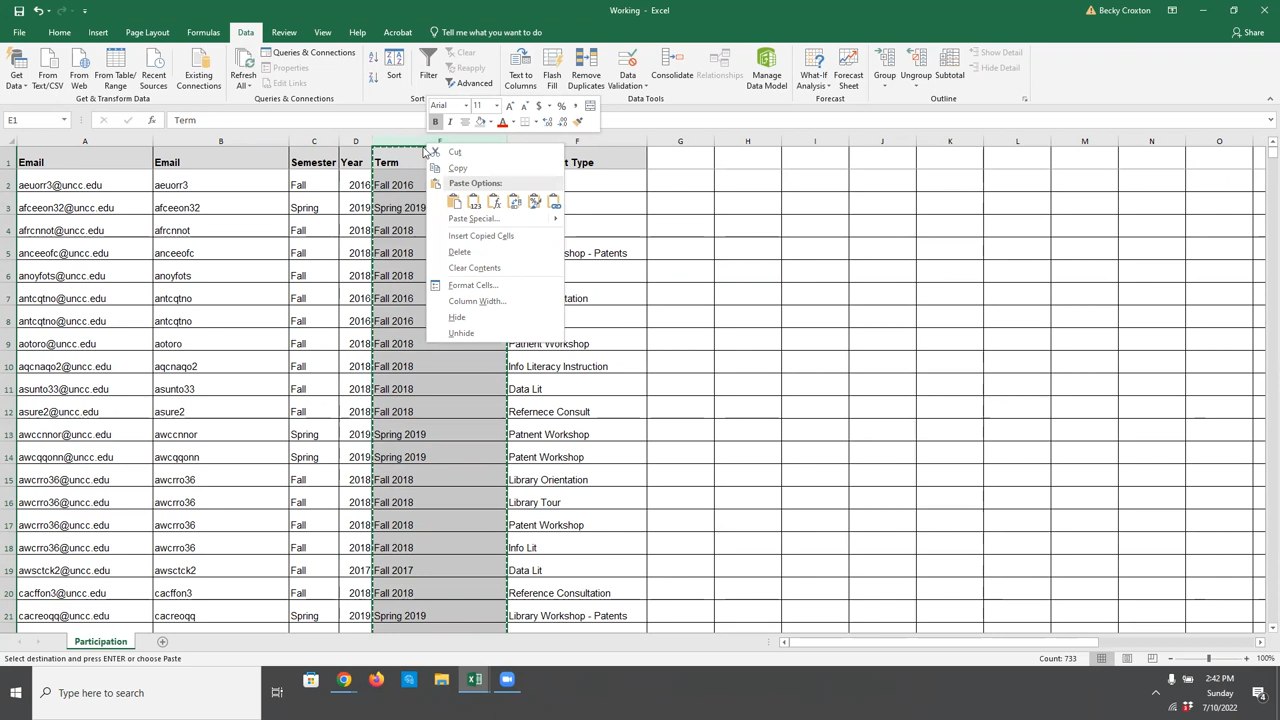 Working - Excel
Becky Croxton
File Home Insert Page Layout Formulas Data Review View Help Acrobat Tell me what you want to do Share
Get Data
From Text/CSV
From Web
From Table/Range
Recent Sources
Existing Connections
Get & Transform Data
Refresh All
Queries & Connections
Properties
Edit Links
Queries & Connections
Sort
Filter
Clear
Reapply
Advanced
Text to Columns
Flash Fill
Remove Duplicates
Data Validation
Consolidate
Relationships
Manage Data Model
Data Tools
What-If Analysis
Forecast Sheet
Forecast
Group
Ungroup
Subtotal
Outline
Show Detail
Hide Detail
Arial 11
E1 Term
A B C D E F G H I J K L M N O
1 Email Email Semester Year Term t Type
2 aeuorr3@uncc.edu aeuorr3 Fall 2016 Fall 2016
3 afceeon32@uncc.edu afceeon32 Spring 2019 Spring 2019
4 afrcnnot@uncc.edu afrcnnot Fall 2018 Fall 2018
5 anceeofc@uncc.edu anceeofc Fall 2018 Fall 2018 shop - Patents
6 anoyfots@uncc.edu anoyfots Fall 2018 Fall 2018
7 antcqtno@uncc.edu antcqtno Fall 2016 Fall 2016 tation
8 antcqtno@uncc.edu antcqtno Fall 2016 Fall 2016
9 aotoro@uncc.edu aotoro Fall 2018 Fall 2018 Pathent Workshop
10 aqcnaqo2@uncc.edu aqcnaqo2 Fall 2018 Fall 2018 Info Literacy Instruction
11 asunto33@uncc.edu asunto33 Fall 2018 Fall 2018 Data Lit
12 asure2@uncc.edu asure2 Fall 2018 Fall 2018 Refernece Consult
13 awccnnor@uncc.edu awccnnor Spring 2019 Spring 2019 Patnent Workshop
14 awcqqonn@uncc.edu awcqqonn Spring 2019 Spring 2019 Patent Workshop
15 awcrro36@uncc.edu awcrro36 Fall 2018 Fall 2018 Library Orientation
16 awcrro36@uncc.edu awcrro36 Fall 2018 Fall 2018 Library Tour
17 awcrro36@uncc.edu awcrro36 Fall 2018 Fall 2018 Patent Workshop
18 awcrro36@uncc.edu awcrro36 Fall 2018 Fall 2018 Info Lit
19 awsctck2@uncc.edu awsctck2 Fall 2017 Fall 2017 Data Lit
20 cacffon3@uncc.edu cacffon3 Fall 2018 Fall 2018 Reference Consultation
21 cacreoqq@uncc.edu cacreoqq Spring 2019 Spring 2019 Library Workshop - Patents
Cut
Copy
Paste Options:
Paste Special...
Insert Copied Cells
Delete
Clear Contents
Format Cells...
Column Width...
Hide
Unhide
Participation
Select destination and press ENTER or choose Paste Count: 733 100%
Type here to search
2:42 PM
Sunday
7/10/2022